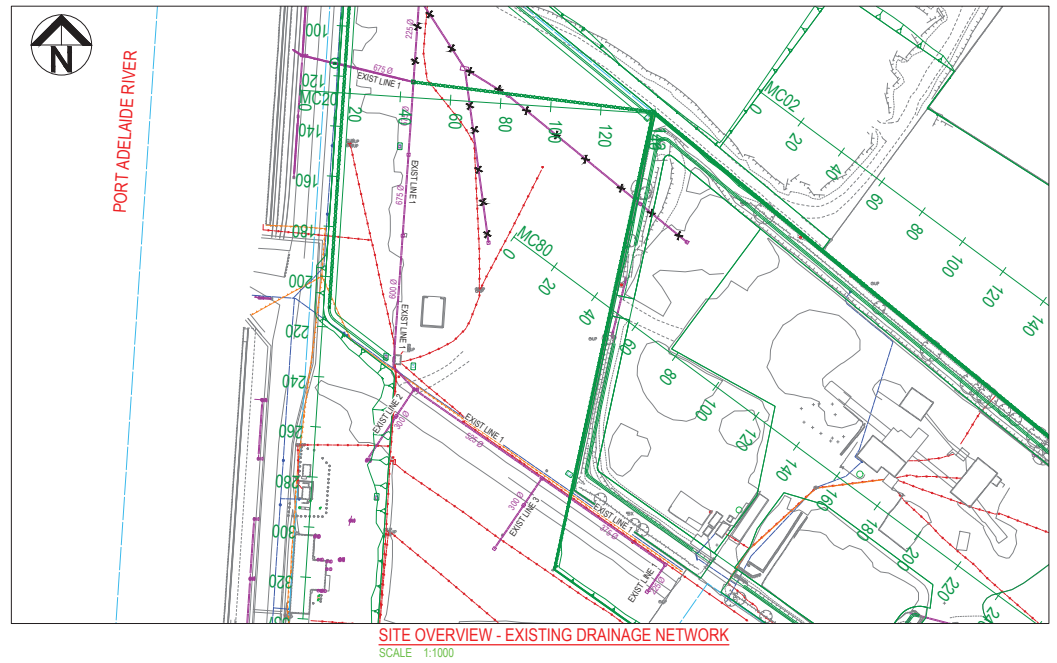 N
PORT ADELAIDE RIVER
225 Ø
675 Ø
EXIST LINE 1
MC20
100
120
140
160
180
200
220
240
260
280
300
320
20
40
60
80
100
120
EXIST LINE 1
675 Ø
600 Ø
EXIST LINE 1
MC80
0
20
40
60
80
100
120
140
160
180
200
220
MC02
0
20
40
60
80
100
120
140
EXIST LINE 2
300Ø
EXIST LINE 1
525 Ø
300 Ø
EXIST LINE 3
EXIST LINE 1
375 Ø
EXIST LINE 1
SITE OVERVIEW - EXISTING DRAINAGE NETWORK
SCALE 1:1000